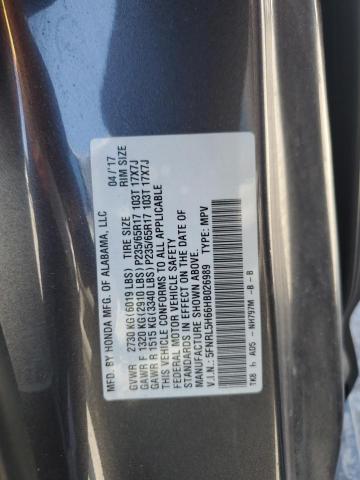 MFD. BY HONDA MFG. OF ALABAMA, LLC 04/'17
GVWR 2730 KG(6019 LBS) TIRE SIZE RIM SIZE
GAWR F 1320 KG(2910 LBS) P235/65R17 103T 17X7J
GAWR R 1515 KG(3340 LBS) P235/65R17 103T 17X7J
THIS VEHICLE CONFORMS TO ALL APPLICABLE
FEDERAL MOTOR VEHICLE SAFETY
STANDARDS IN EFFECT ON THE DATE OF
MANUFACTURE SHOWN ABOVE.
V.I.N.: 5FNRL5H66HB026989 TYPE: MPV
TK8 A05 - NH797M - B - B